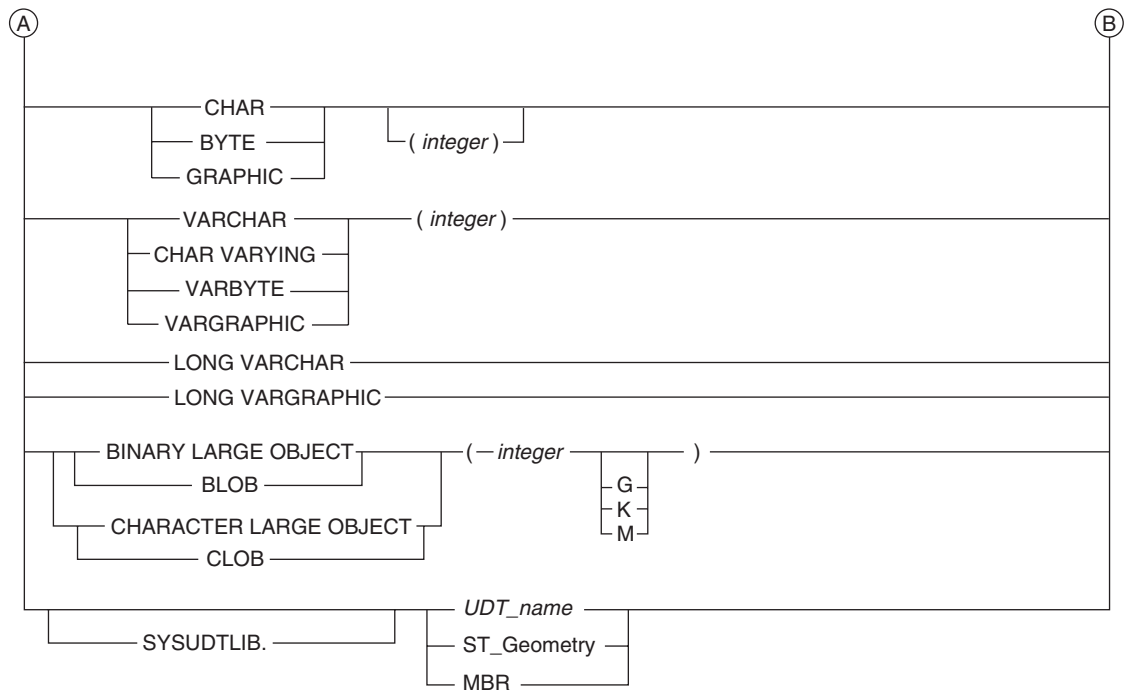 A B
CHAR
BYTE ( integer )
GRAPHIC
VARCHAR ( integer )
CHAR VARYING
VARBYTE
VARGRAPHIC
LONG VARCHAR
LONG VARGRAPHIC
BINARY LARGE OBJECT ( integer )
BLOB G
K
CHARACTER LARGE OBJECT M
CLOB
UDT_name
SYSUDTLIB. ST_Geometry
MBR